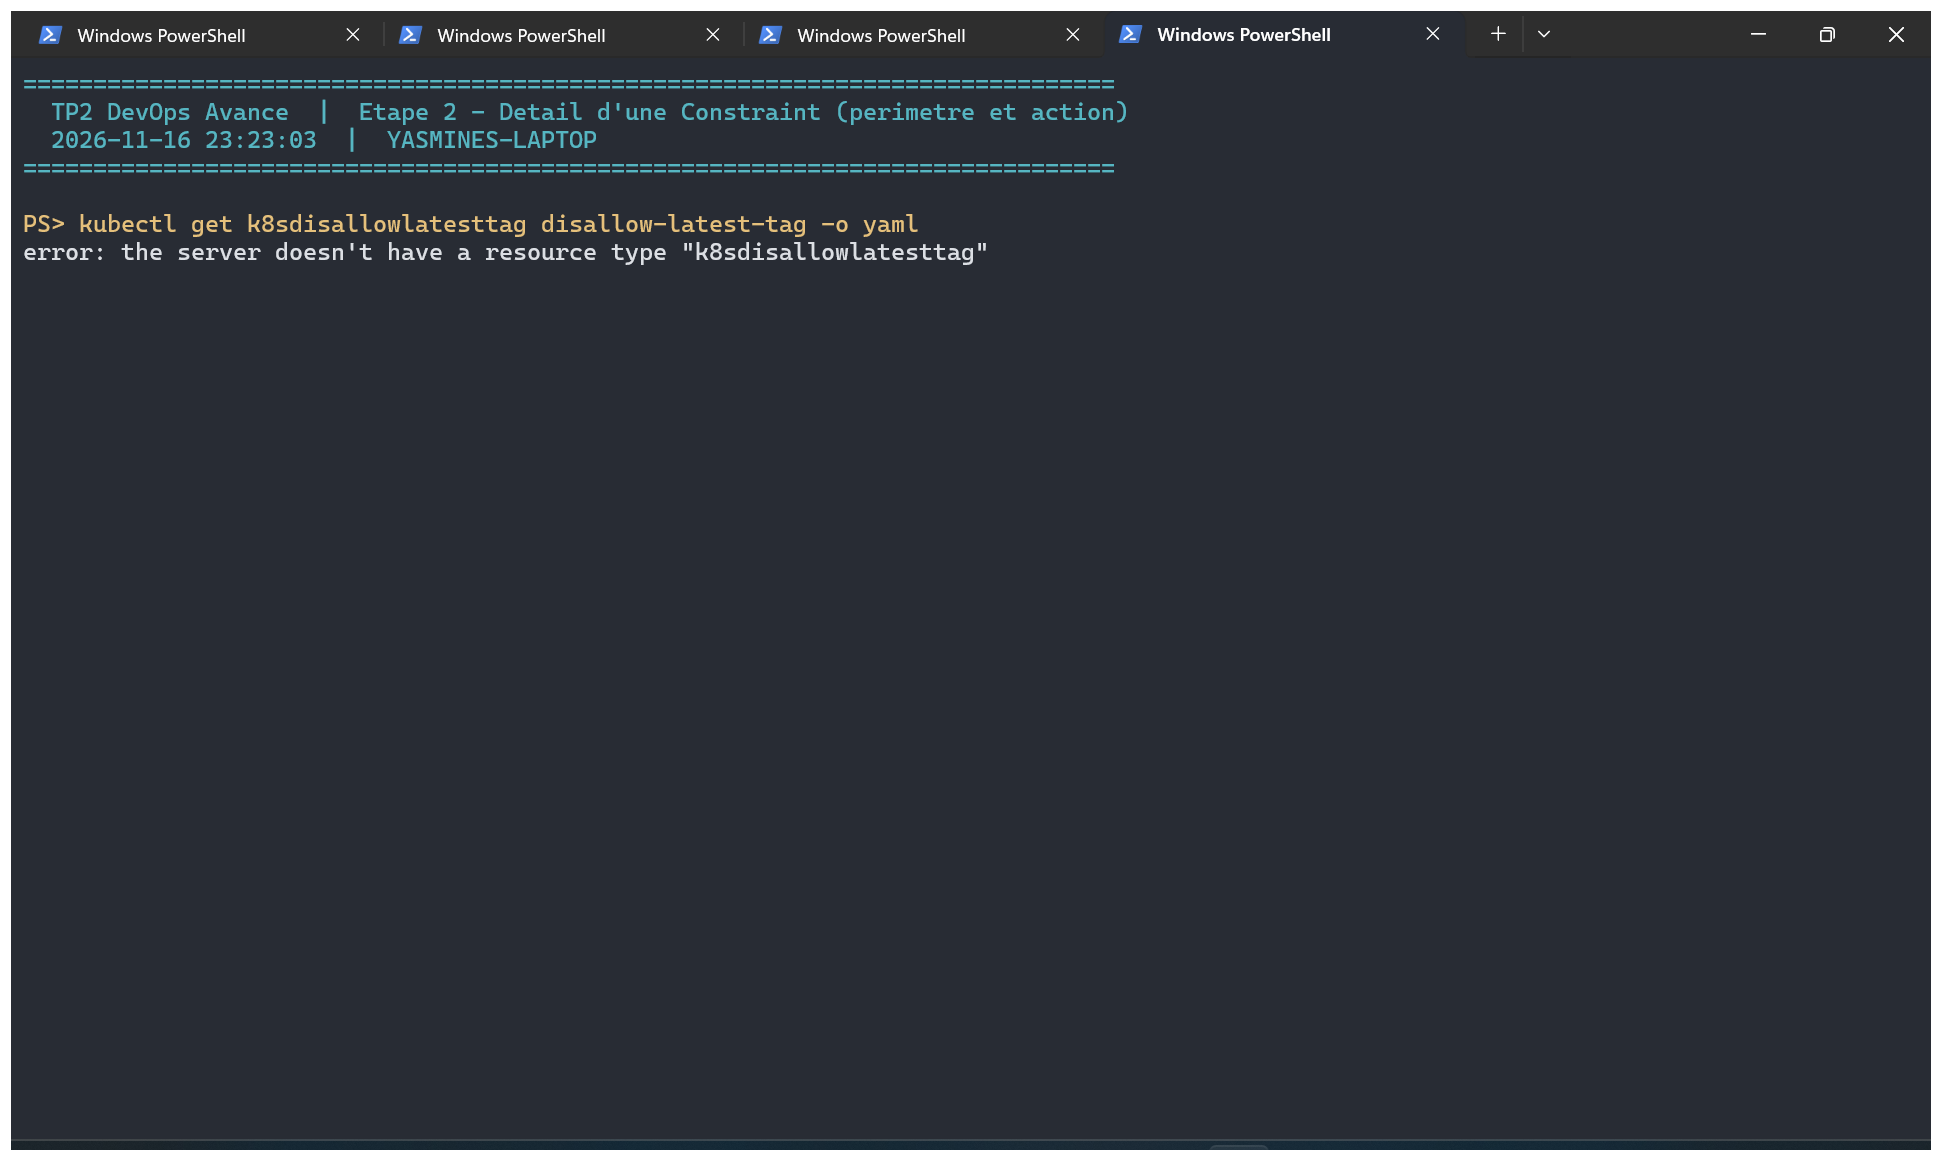 Windows PowerShell
Windows PowerShell
Windows PowerShell
Windows PowerShell
==============================================================================
TP2 DevOps Avance | Etape 2 - Detail d'une Constraint (perimetre et action)
2026-11-16 23:23:03 | YASMINES-LAPTOP
==============================================================================
PS> kubectl get k8sdisallowlatesttag disallow-latest-tag -o yaml
error: the server doesn't have a resource type "k8sdisallowlatesttag"